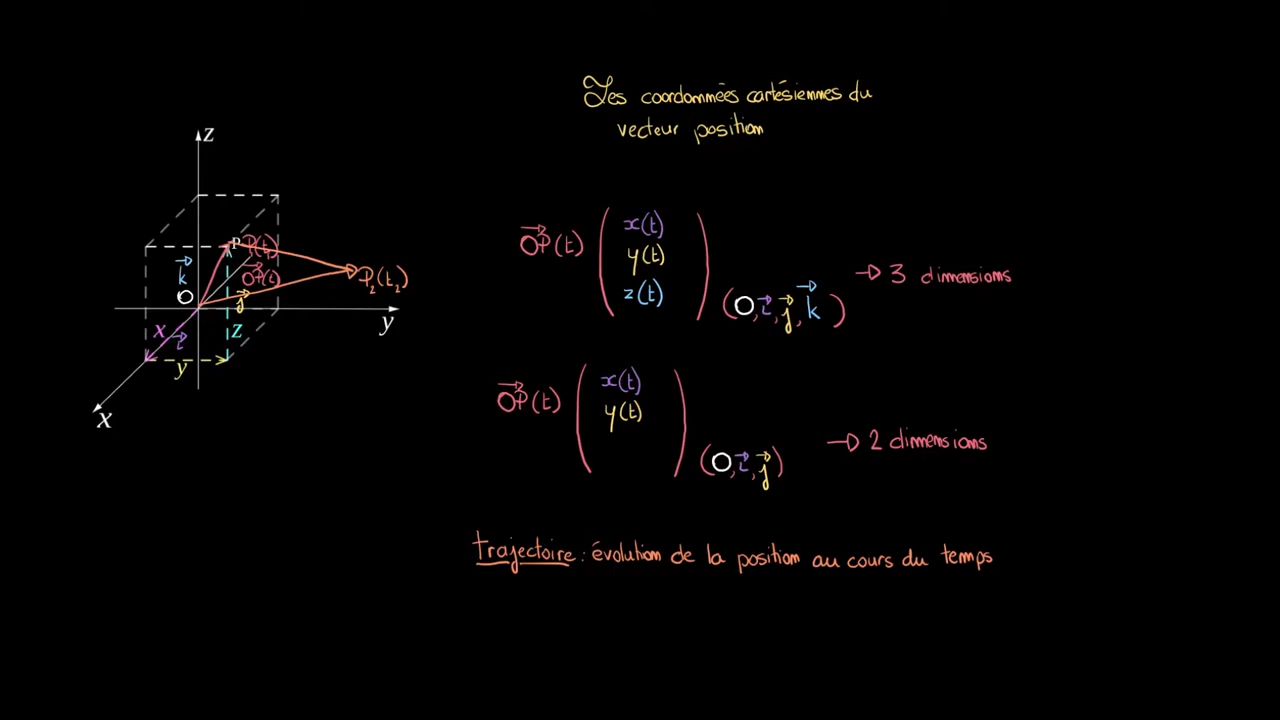 Les coordonnées cartésiennes du
vecteur position
z
P P(t₁)
k⃗
OP⃗(t)
O
j⃗
P₂(t₂)
x
i⃗
z
y
y
x
OP⃗(t)
x(t)
y(t)
z(t)
(O, i⃗, j⃗, k⃗)
→ 3 dimensions
OP⃗(t)
x(t)
y(t)
(O, i⃗, j⃗)
→ 2 dimensions
trajectoire : évolution de la position au cours du temps